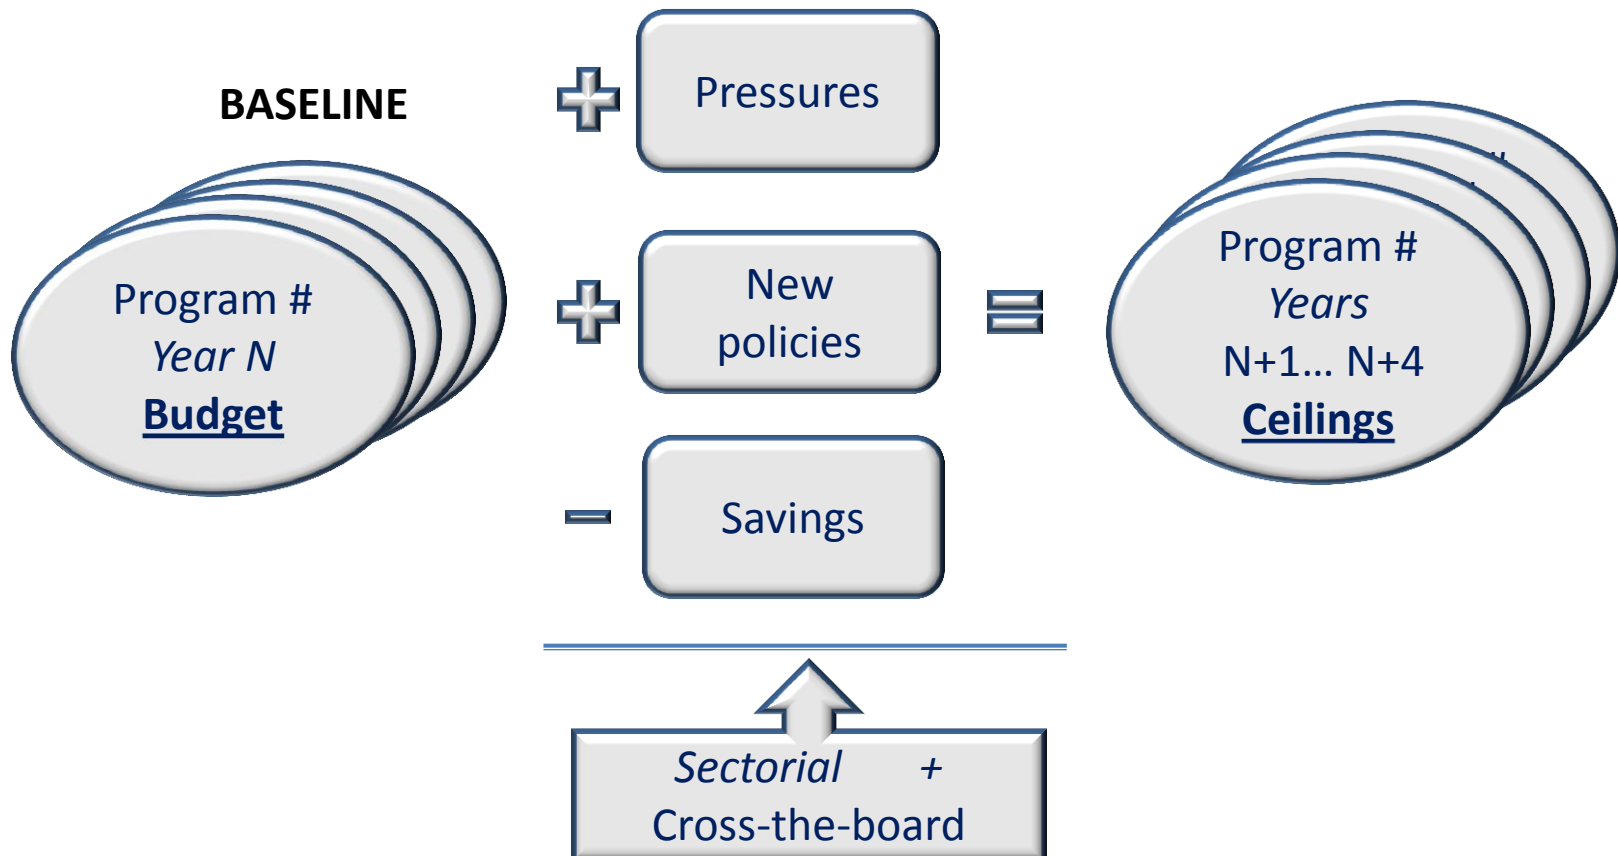 BASELINE
Program #
Year N
Budget
+
Pressures
+
New
policies
-
Savings
=
Program #
Years
N+1... N+4
Ceilings
Sectorial +
Cross-the-board